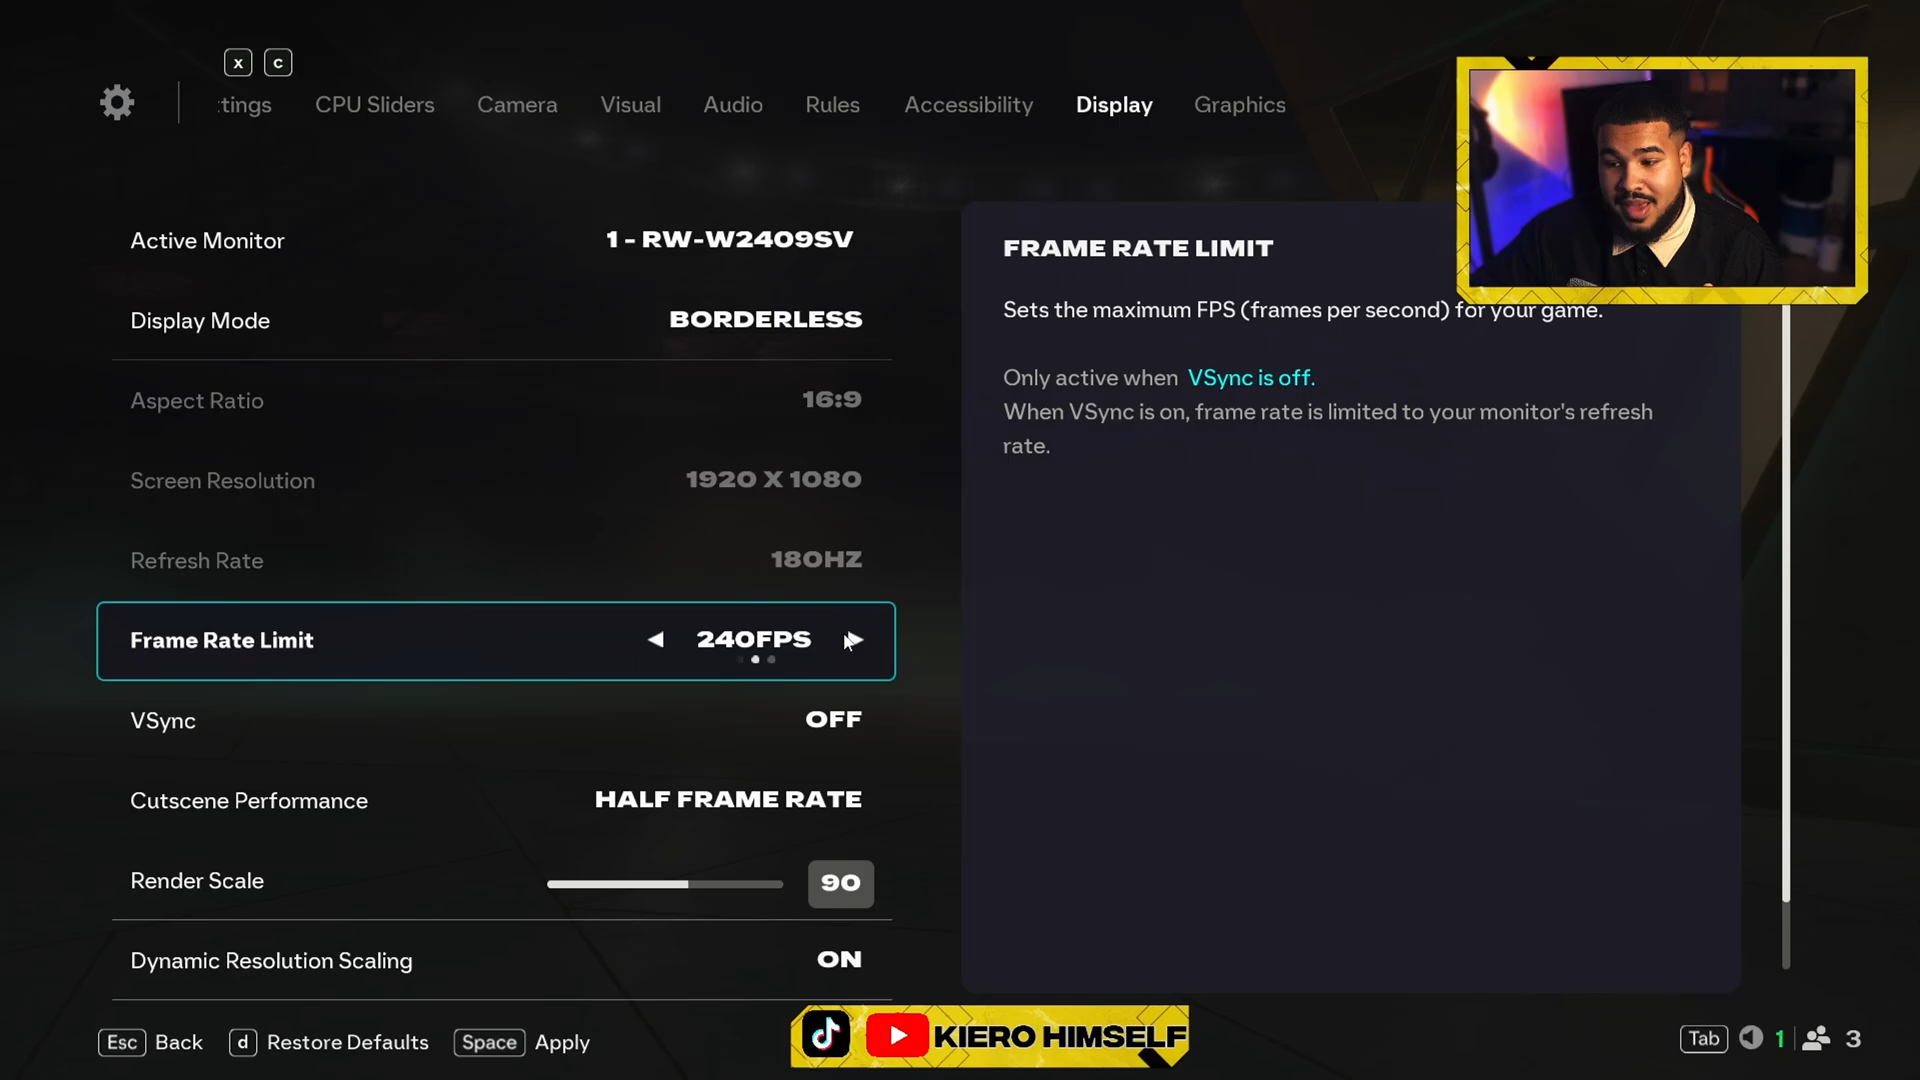 x c
tings CPU Sliders Camera Visual Audio Rules Accessibility Display Graphics
Active Monitor 1 - RW-W2409SV
Display Mode BORDERLESS
Aspect Ratio 16:9
Screen Resolution 1920 X 1080
Refresh Rate 180HZ
Frame Rate Limit 240FPS
VSync OFF
Cutscene Performance HALF FRAME RATE
Render Scale 90
Dynamic Resolution Scaling ON
FRAME RATE LIMIT
Sets the maximum FPS (frames per second) for your game.
Only active when VSync is off.
When VSync is on, frame rate is limited to your monitor's refresh
rate.
Esc Back d Restore Defaults Space Apply
KIERO HIMSELF
Tab 1 3